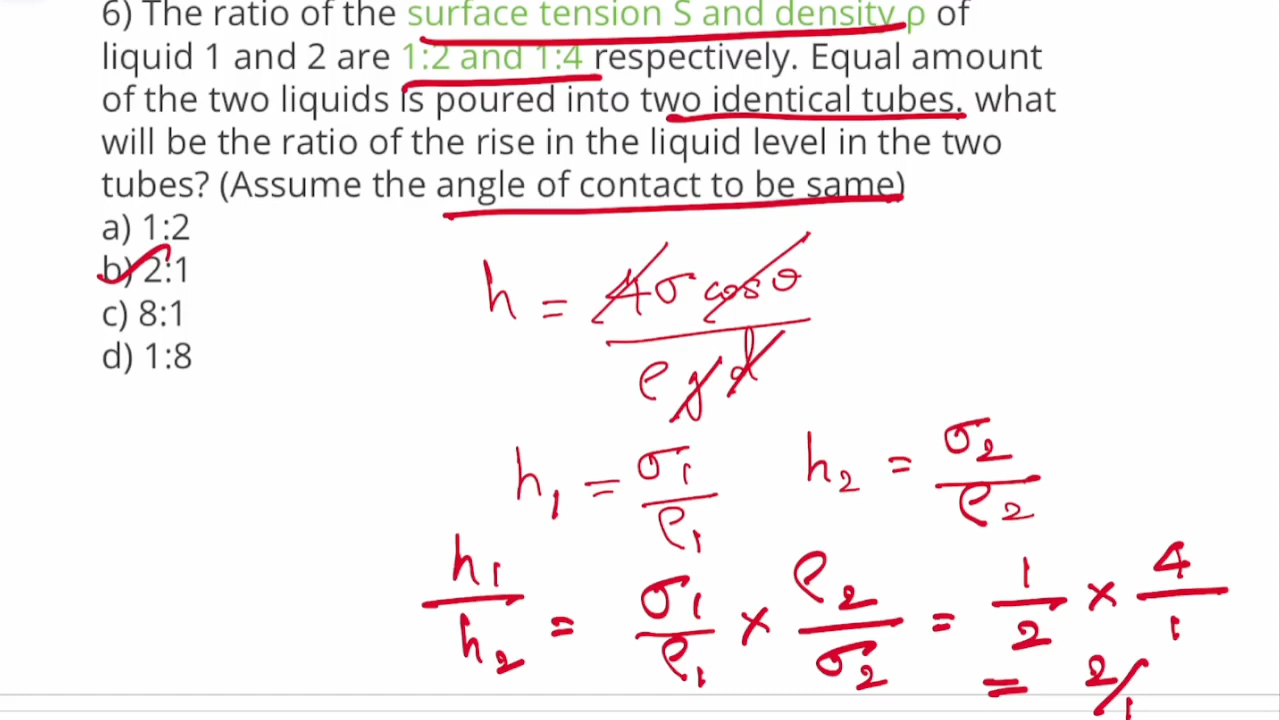 6) The ratio of the surface tension S and density ρ of
liquid 1 and 2 are 1:2 and 1:4 respectively. Equal amount
of the two liquids is poured into two identical tubes. what
will be the ratio of the rise in the liquid level in the two
tubes? (Assume the angle of contact to be same)
a) 1:2
b) 2:1
c) 8:1
d) 1:8
h = 4σ cosθ / ρgd
h₁ = σ₁/ρ₁ h₂ = σ₂/ρ₂
h₁/h₂ = σ₁/ρ₁ × ρ₂/σ₂ = 1/2 × 4/1
= 2/1